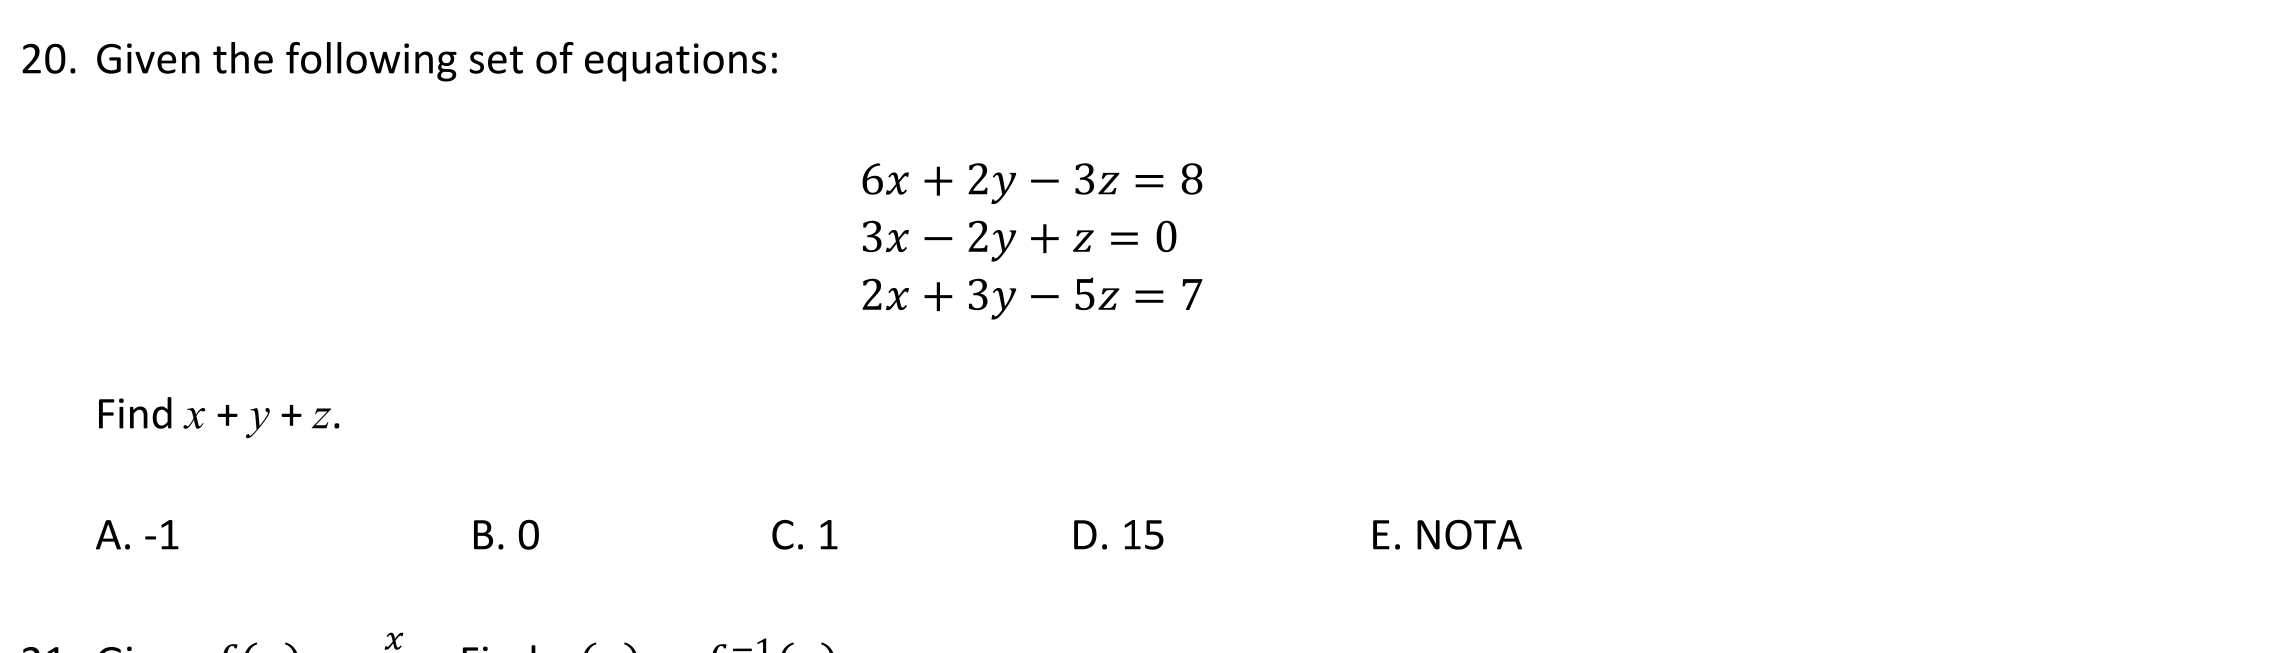 20. Given the following set of equations:
6x + 2y − 3z = 8
3x − 2y + z = 0
2x + 3y − 5z = 7
Find x + y + z.
A. -1 B. 0 C. 1 D. 15 E. NOTA